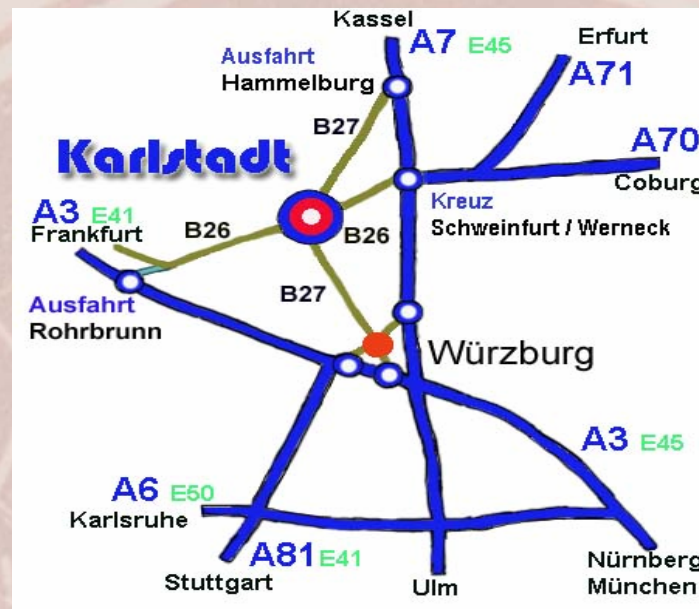 Kassel
A7 E45
Erfurt
Ausfahrt
Hammelburg
A71
B27
Karlstadt
A70
Coburg
A3 E41
Frankfurt
B26
B26
Kreuz
Schweinfurt / Werneck
Ausfahrt
Rohrbrunn
B27
Würzburg
A3 E45
A6 E50
Karlsruhe
A81 E41
Stuttgart
Ulm
Nürnberg
München